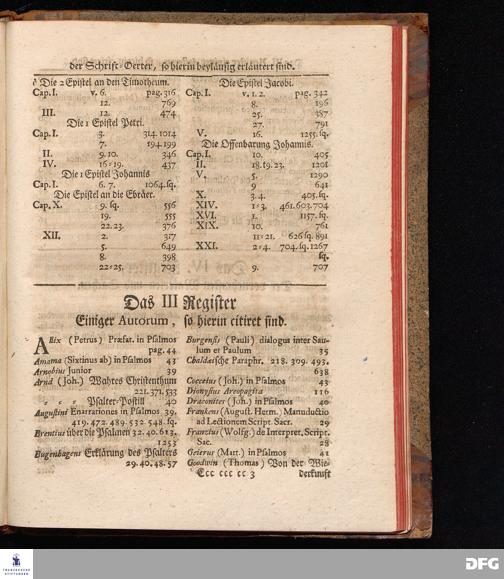 der Schrift-Oerter, so hierin beyläuffig erläutert sind.
Die 2 Epistel an den Timotheum.
Cap. I. v. 6. pag. 316
12. 769
III. 12. 474
Die 1 Epistel Petri.
Cap. I. 3. 314. 1014
7. 194. 199
II. 9. 10. 346
IV. 16=19. 437
Die 1 Epistel Johannis
Cap. I. 6. 7. 1064. sq.
Die Epistel an die Ebräer.
Cap. X. 9. sq. 556
19. 555
22. 23. 376
XII. 2. 317
5. 649
8. 398
22=25. 703
Die Epistel Jacobi.
Cap. I. v. 1. 2. pag. 342
8. 196
25. 387
27. 791
V. 16. 1255. sq.
Die Offenbarung Johannis.
Cap. I. 10. 405
II. 18. 19. 23. 1201
V. 5. 1290
9 641
X. 3. 4. 405. sq.
XIV. 1=3. 461. 603. 704
XVI. 1. 1157. sq.
XIX. 10. 761
11=21. 626 sq. 891
XXI. 2=4. 704. sq. 1267
sq.
9. 707
Das III Register
Einiger Autorum, so hierin citiret sind.
Allix (Petrus) Præfat. in Psalmos
pag. 44
Amama (Sixtinus ab) in Psalmos 43
Arnobius Junior 39
Arnd (Joh.) Wahres Christenthum
221. 371. 533
= = = Psalter-Postill 40
Augustini Enarrationes in Psalmos 39.
419. 472. 489. 532. 548. sq.
Brentius über die Psalmen 32. 40. 613.
1253
Bugenhagens Erklärung des Psalters
29. 40. 48. 57
Burgensis (Pauli) dialogus inter Saulum
et Paulum 35
Chaldäische Paraphr. 218. 309. 493.
638
Cocceius (Joh.) in Psalmos 43
Dionysius Areopagita 116
Draconites (Joh.) in Psalmos 40
Frankens (August. Herm.) Manuductio
ad Lectionem Script. Sacr. 29
Franzius (Wolfg.) de Interpret. Script.
Sac. 28
Geierus (Mart.) in Psalmos 41
Goodwin (Thomas) Von der Wie-
Ccc ccc cc 3 derkunft
DFG